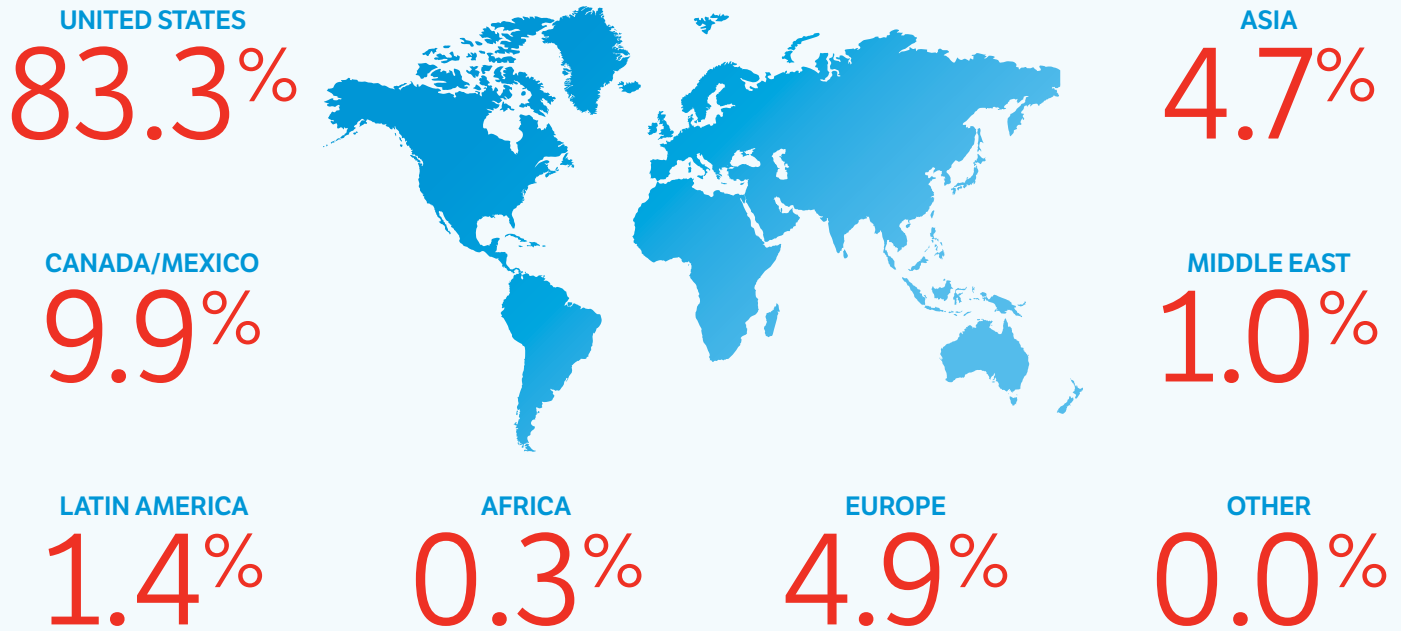 UNITED STATES
83.3%
ASIA
4.7%
CANADA/MEXICO
9.9%
MIDDLE EAST
1.0%
LATIN AMERICA
1.4%
AFRICA
0.3%
EUROPE
4.9%
OTHER
0.0%